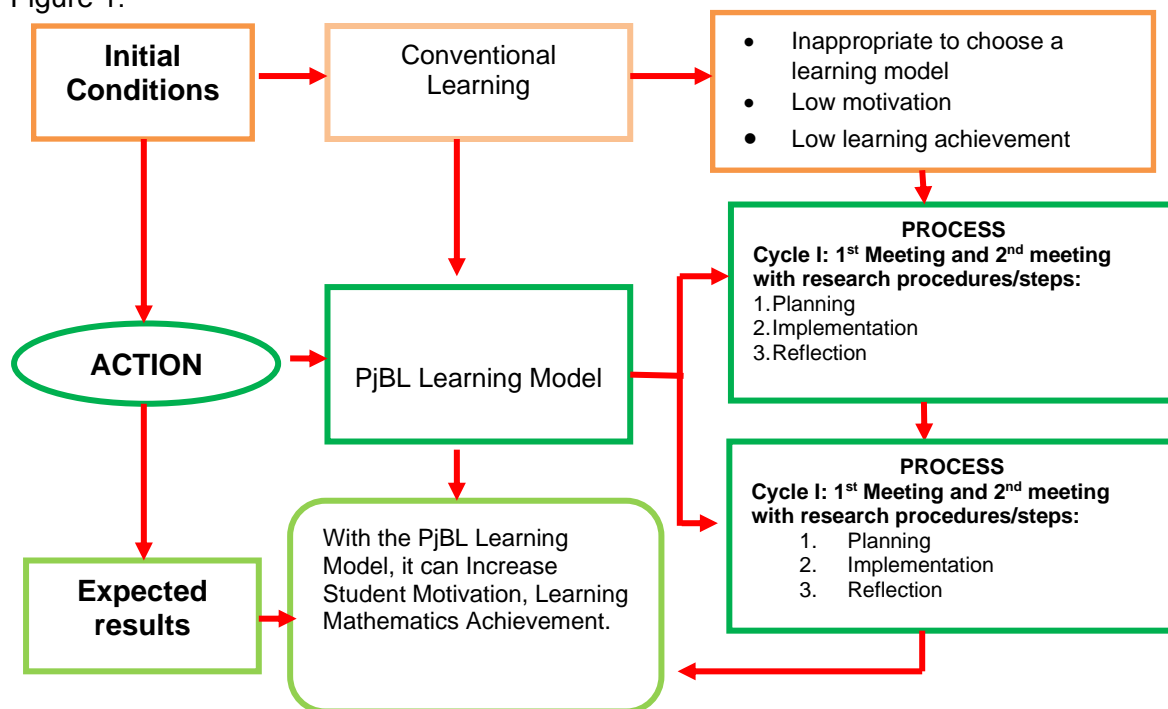 Figure 1.
Initial
Conditions
Conventional
Learning
• Inappropriate to choose a
learning model
• Low motivation
• Low learning achievement
PROCESS
Cycle I: 1st Meeting and 2nd meeting
with research procedures/steps:
1.Planning
2.Implementation
3.Reflection
ACTION
PjBL Learning Model
PROCESS
Cycle I: 1st Meeting and 2nd meeting
with research procedures/steps:
1. Planning
2. Implementation
3. Reflection
Expected
results
With the PjBL Learning
Model, it can Increase
Student Motivation, Learning
Mathematics Achievement.